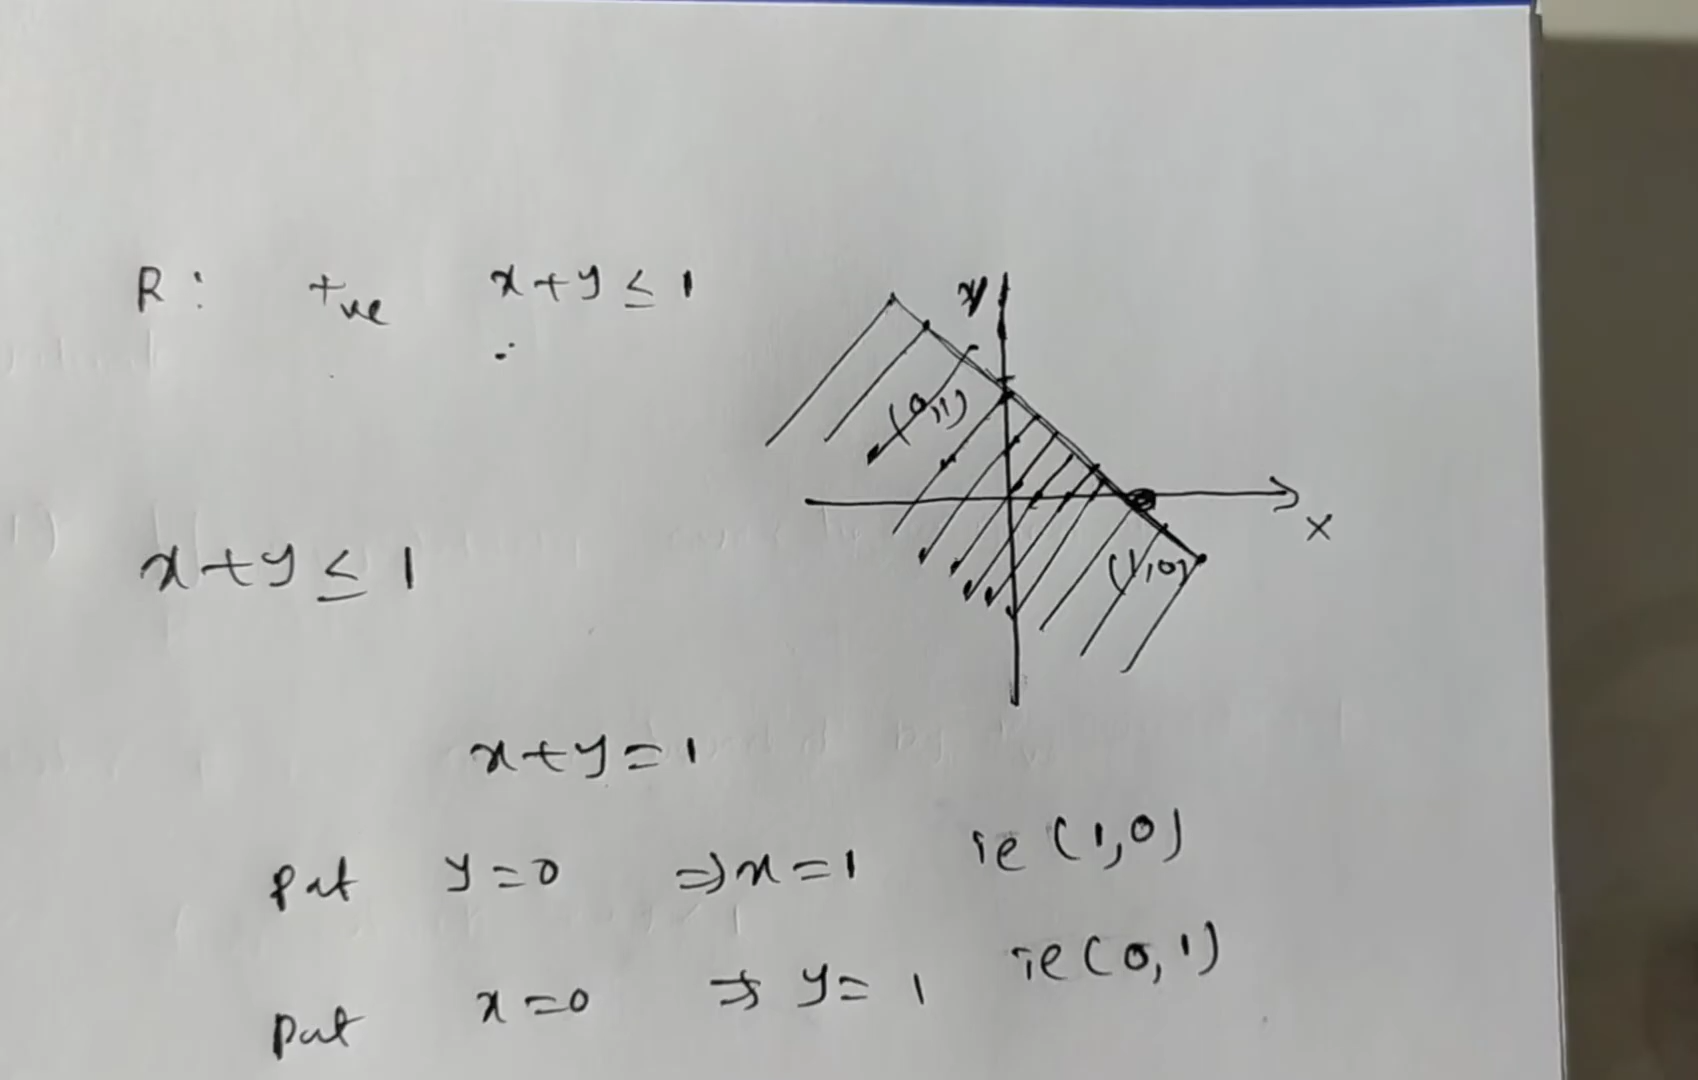 R: +ve x+y ≤ 1
y
(0,1)
x
(1,0)
x+y ≤ 1
x+y=1
put y=0 ⇒ x=1 ie (1,0)
put x=0 ⇒ y=1 ie (0,1)